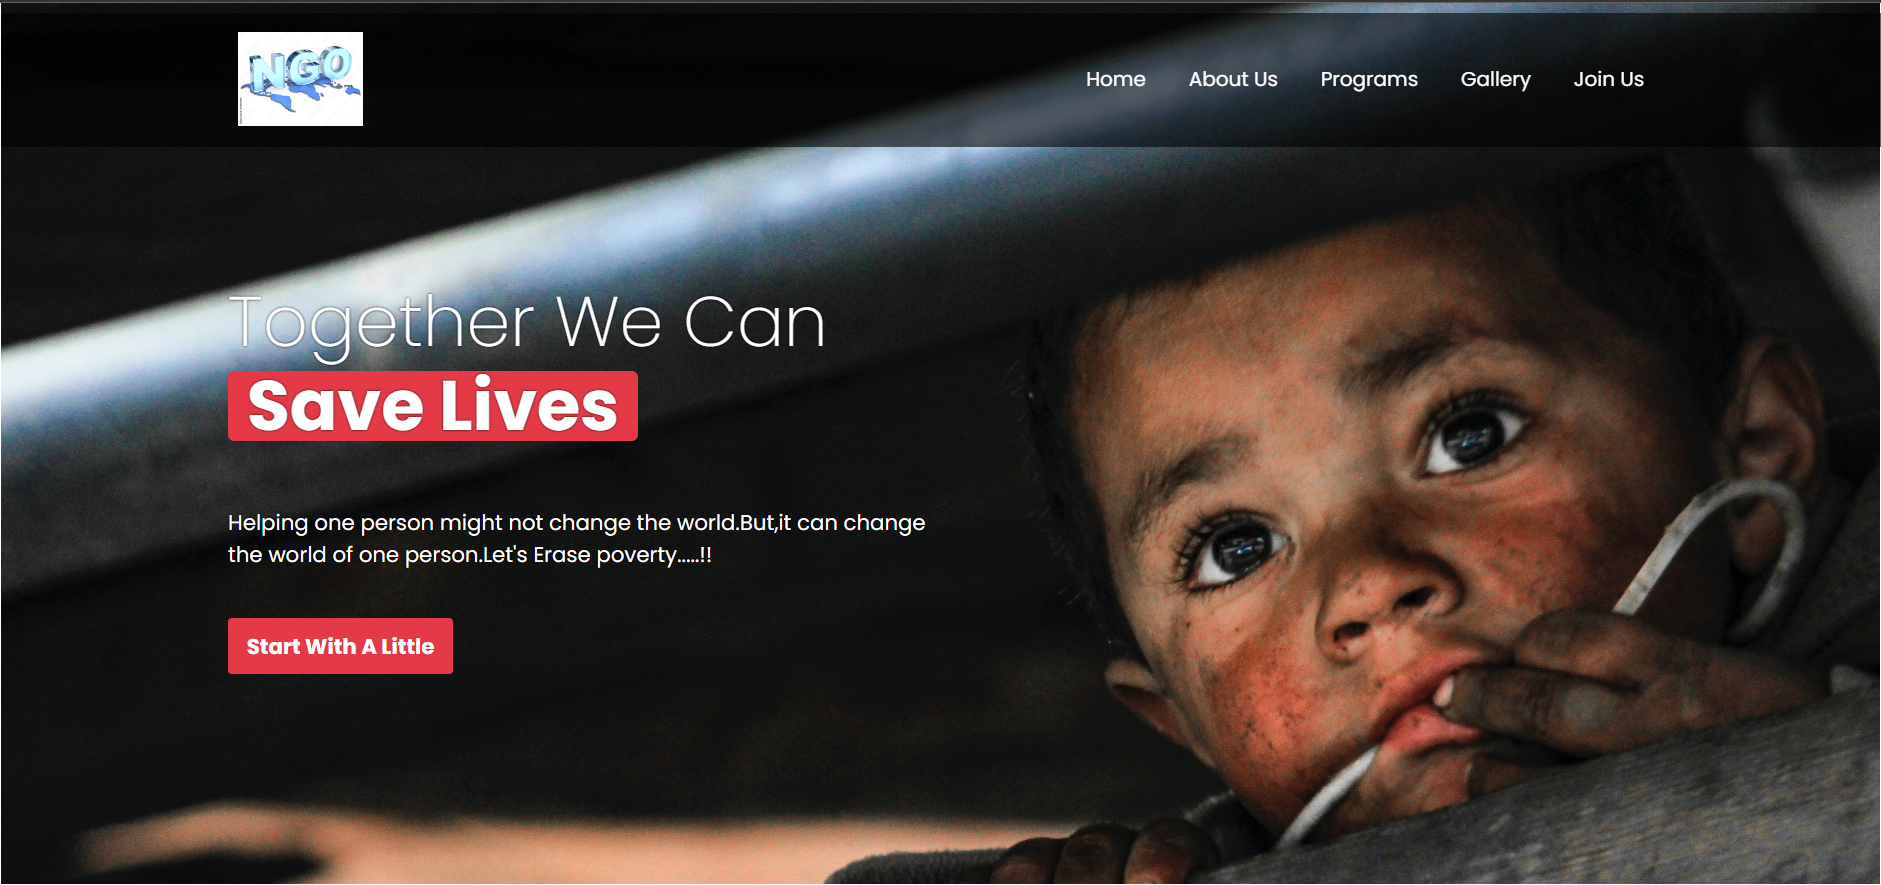 NGO
Home About Us Programs Gallery Join Us
Together We Can
Save Lives
Helping one person might not change the world.But,it can change
the world of one person.Let's Erase poverty.....!!
Start With A Little